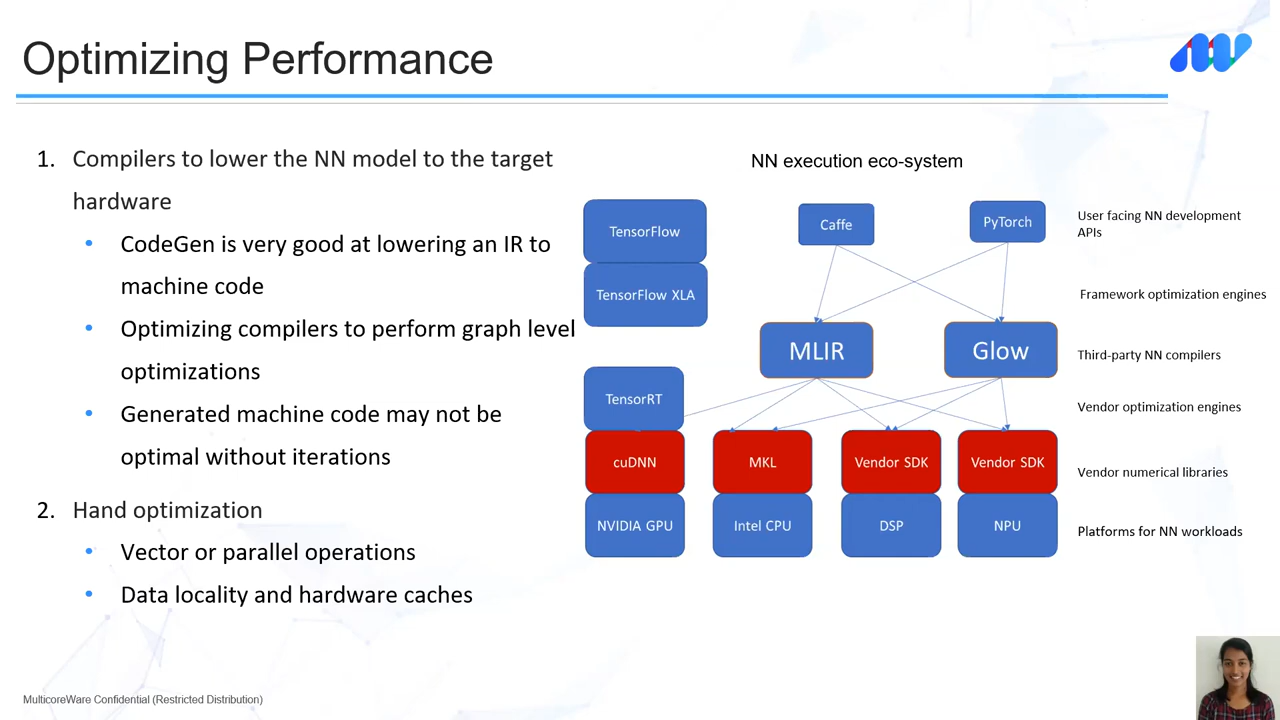 Optimizing Performance
1. Compilers to lower the NN model to the target
hardware
• CodeGen is very good at lowering an IR to
machine code
• Optimizing compilers to perform graph level
optimizations
• Generated machine code may not be
optimal without iterations
2. Hand optimization
• Vector or parallel operations
• Data locality and hardware caches
NN execution eco-system
TensorFlow
Caffe
PyTorch
User facing NN development
APIs
TensorFlow XLA
Framework optimization engines
MLIR
Glow
Third-party NN compilers
TensorRT
Vendor optimization engines
cuDNN
MKL
Vendor SDK
Vendor SDK
Vendor numerical libraries
NVIDIA GPU
Intel CPU
DSP
NPU
Platforms for NN workloads
MulticoreWare Confidential (Restricted Distribution)